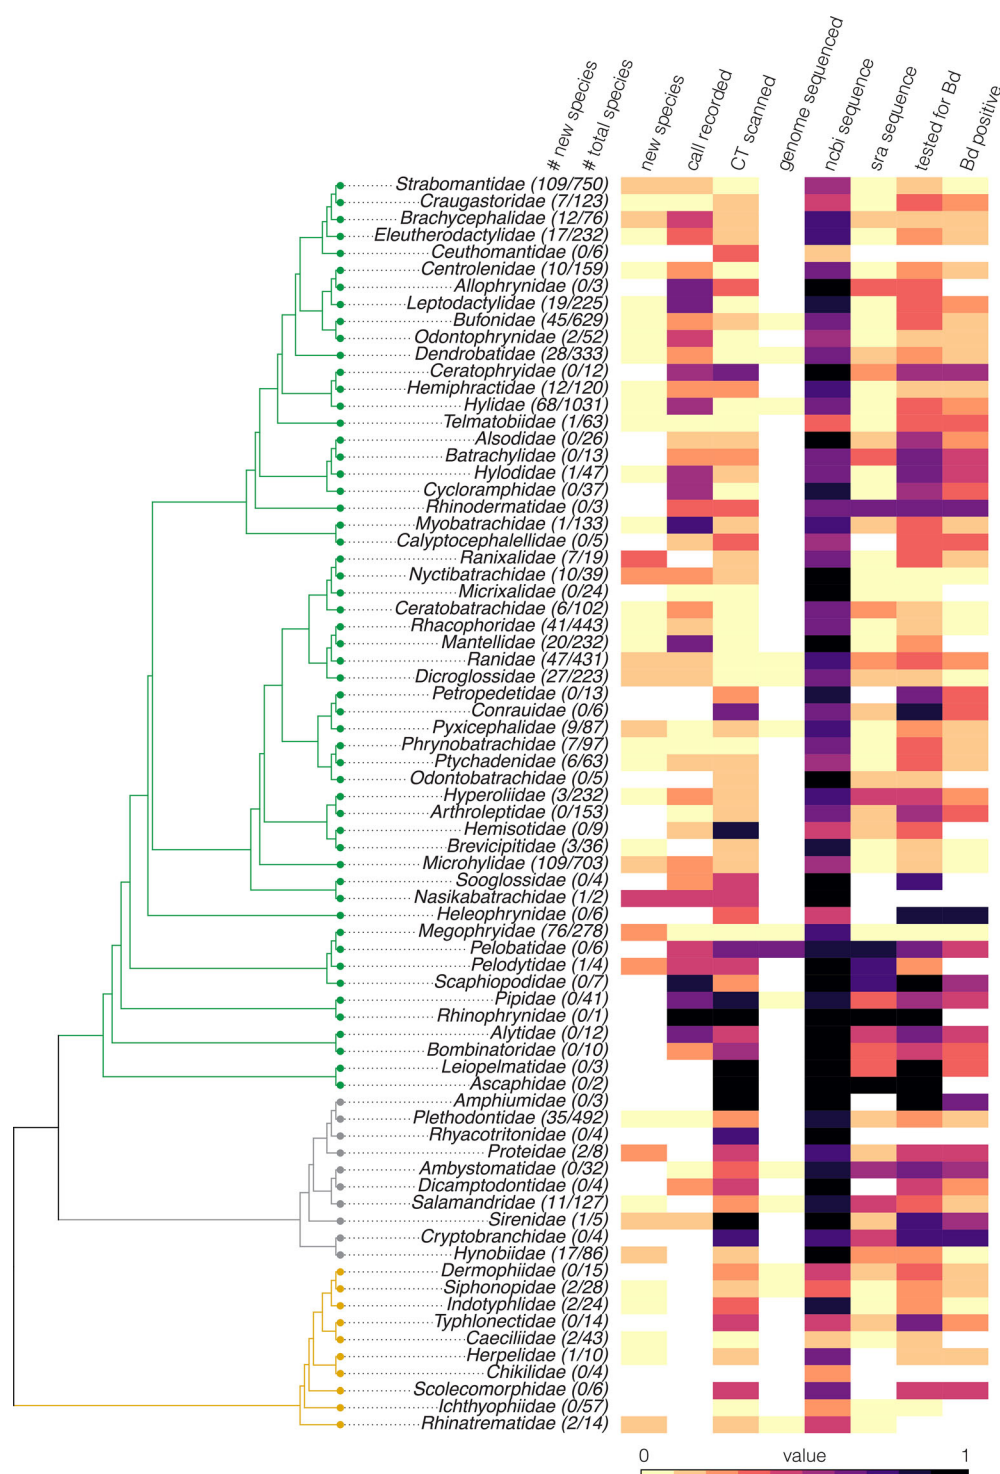 # new species
# total species
new species
call recorded
CT scanned
genome sequenced
ncbi sequence
sra sequence
tested for Bd
Bd positive
Strabomantidae (109/750)
Craugastoridae (7/123)
Brachycephalidae (12/76)
Eleutherodactylidae (17/232)
Ceuthomantidae (0/6)
Centrolenidae (10/159)
Allophrynidae (0/3)
Leptodactylidae (19/225)
Bufonidae (45/629)
Odontophrynidae (2/52)
Dendrobatidae (28/333)
Ceratophryidae (0/12)
Hemiphractidae (12/120)
Hylidae (68/1031)
Telmatobiidae (1/63)
Alsodidae (0/26)
Batrachylidae (0/13)
Hylodidae (1/47)
Cycloramphidae (0/37)
Rhinodermatidae (0/3)
Myobatrachidae (1/133)
Calyptocephalellidae (0/5)
Ranixalidae (7/19)
Nyctibatrachidae (10/39)
Micrixalidae (0/24)
Ceratobatrachidae (6/102)
Rhacophoridae (41/443)
Mantellidae (20/232)
Ranidae (47/431)
Dicroglossidae (27/223)
Petropedetidae (0/13)
Conrauidae (0/6)
Pyxicephalidae (9/87)
Phrynobatrachidae (7/97)
Ptychadenidae (6/63)
Odontobatrachidae (0/5)
Hyperoliidae (3/232)
Arthroleptidae (0/153)
Hemisotidae (0/9)
Brevicipitidae (3/36)
Microhylidae (109/703)
Sooglossidae (0/4)
Nasikabatrachidae (1/2)
Heleophrynidae (0/6)
Megophryidae (76/278)
Pelobatidae (0/6)
Pelodytidae (1/4)
Scaphiopodidae (0/7)
Pipidae (0/41)
Rhinophrynidae (0/1)
Alytidae (0/12)
Bombinatoridae (0/10)
Leiopelmatidae (0/3)
Ascaphidae (0/2)
Amphiumidae (0/3)
Plethodontidae (35/492)
Rhyacotritonidae (0/4)
Proteidae (2/8)
Ambystomatidae (0/32)
Dicamptodontidae (0/4)
Salamandridae (11/127)
Sirenidae (1/5)
Cryptobranchidae (0/4)
Hynobiidae (17/86)
Dermophiidae (0/15)
Siphonopidae (2/28)
Indotyphlidae (2/24)
Typhlonectidae (0/14)
Caeciliidae (2/43)
Herpelidae (1/10)
Chikilidae (0/4)
Scolecomorphidae (0/6)
Ichthyophiidae (0/57)
Rhinatrematidae (2/14)
0 value 1